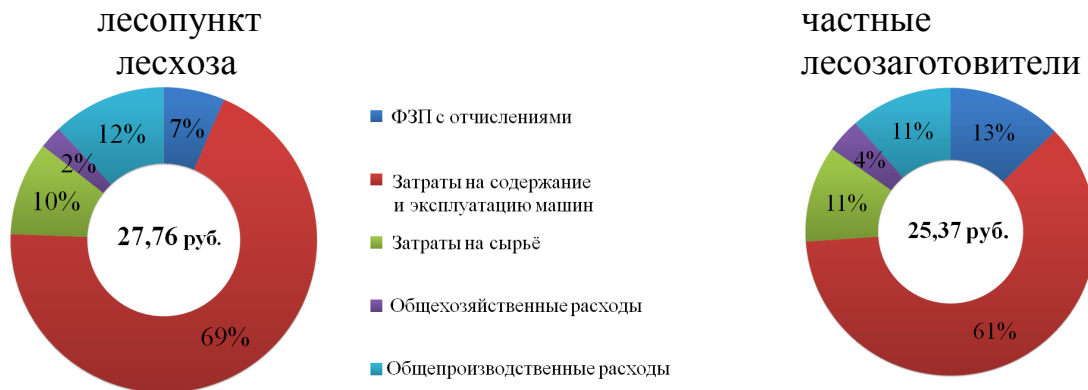 лесопункт
лесхоза
7%
69%
10%
2%
12%
27,76 руб.
ФЗП с отчислениями
Затраты на содержание
и эксплуатацию машин
Затраты на сырьё
Общехозяйственные расходы
Общепроизводственные расходы
частные
лесозаготовители
13%
61%
11%
4%
11%
25,37 руб.